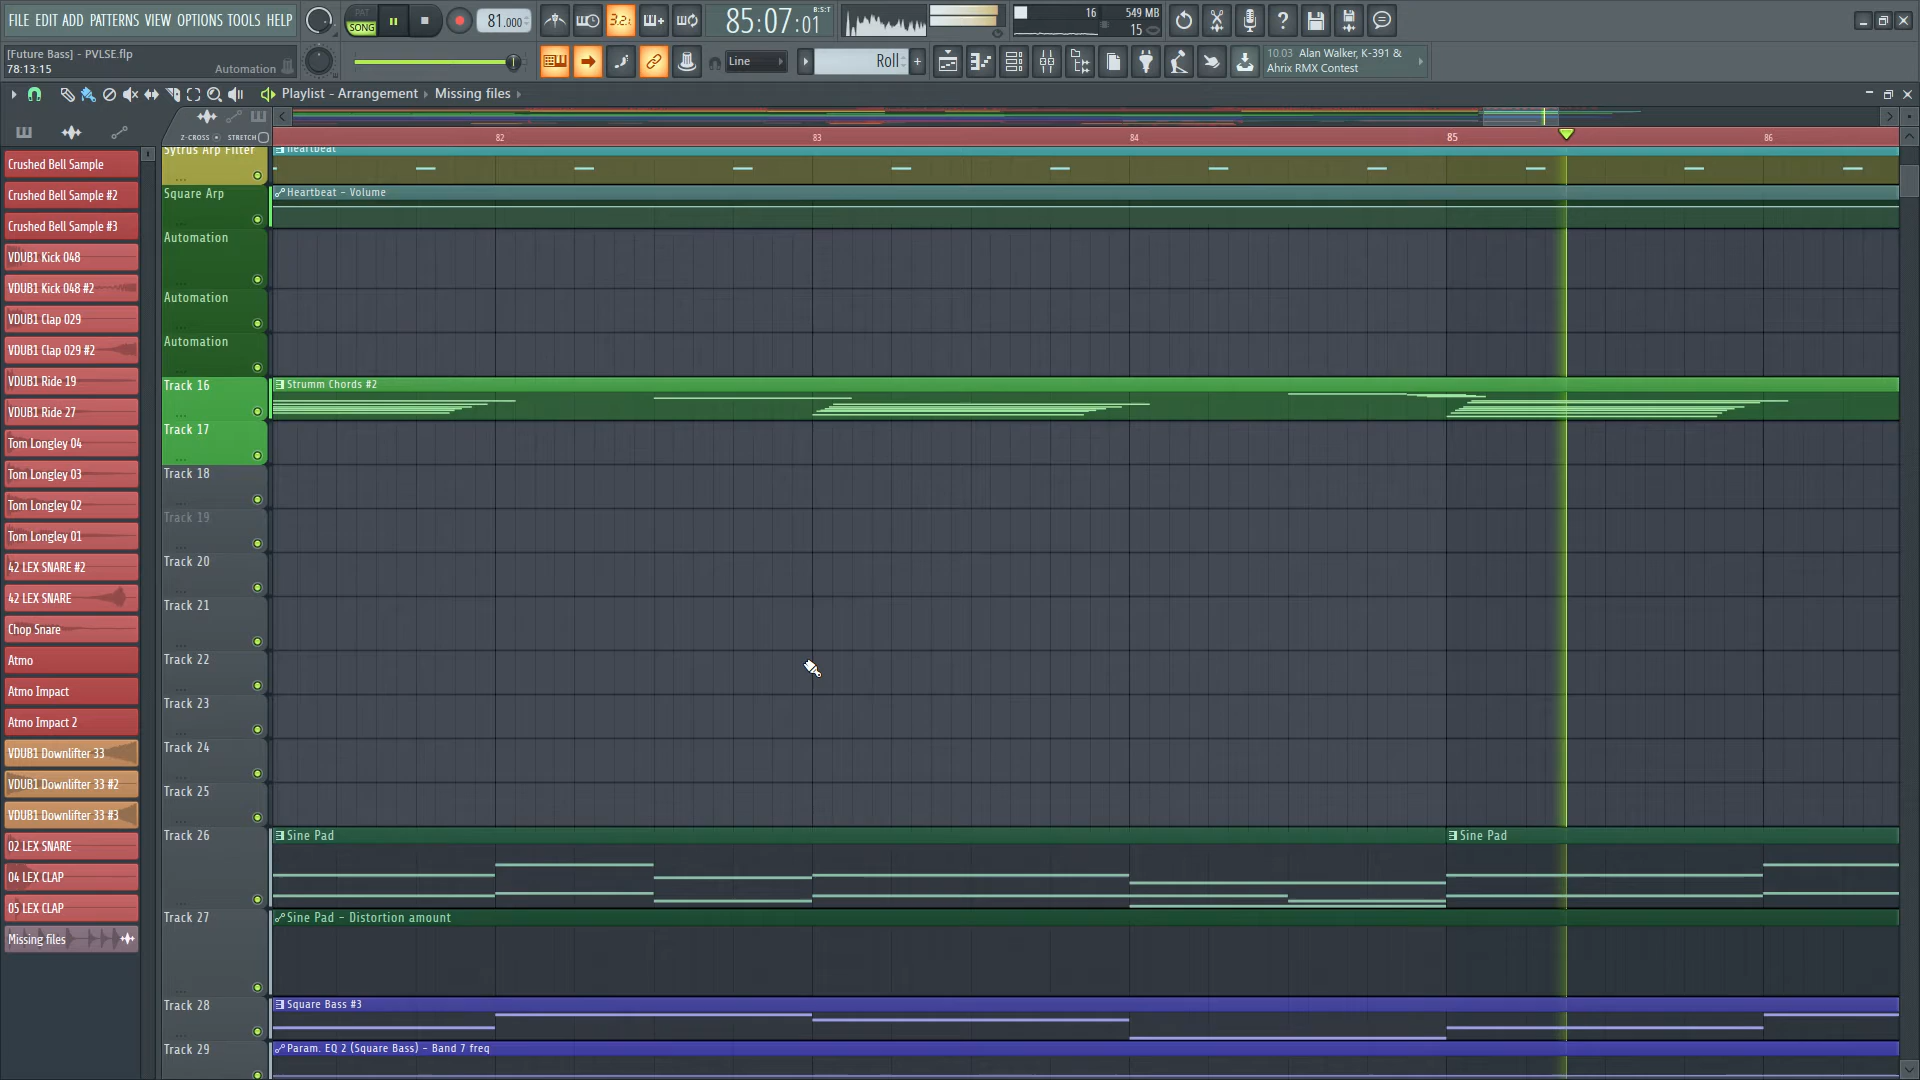 FILE EDIT ADD PATTERNS VIEW OPTIONS TOOLS HELP
PAT
SONG
81.000
3.2.
85:07:01
B:S:T
16
549 MB
15
[Future Bass] - PVLSE.flp
78:13:15
Automation
Line
Roll
10.03 Alan Walker, K-391 &
Ahrix RMX Contest
Playlist - Arrangement
Missing files
Z-CROSS
STRETCH
82
83
84
85
86
Crushed Bell Sample
Crushed Bell Sample #2
Crushed Bell Sample #3
VDUB1 Kick 048
VDUB1 Kick 048 #2
VDUB1 Clap 029
VDUB1 Clap 029 #2
VDUB1 Ride 19
VDUB1 Ride 27
Tom Longley 04
Tom Longley 03
Tom Longley 02
Tom Longley 01
42 LEX SNARE #2
42 LEX SNARE
Chop Snare
Atmo
Atmo Impact
Atmo Impact 2
VDUB1 Downlifter 33
VDUB1 Downlifter 33 #2
VDUB1 Downlifter 33 #3
02 LEX SNARE
04 LEX CLAP
05 LEX CLAP
Missing files
Sytrus Arp Filter
Heartbeat
Square Arp
Heartbeat - Volume
Automation
Automation
Automation
Track 16
Strumm Chords #2
Track 17
Track 18
Track 19
Track 20
Track 21
Track 22
Track 23
Track 24
Track 25
Track 26
Sine Pad
Sine Pad
Track 27
Sine Pad - Distortion amount
Track 28
Square Bass #3
Track 29
Param. EQ 2 (Square Bass) - Band 7 freq